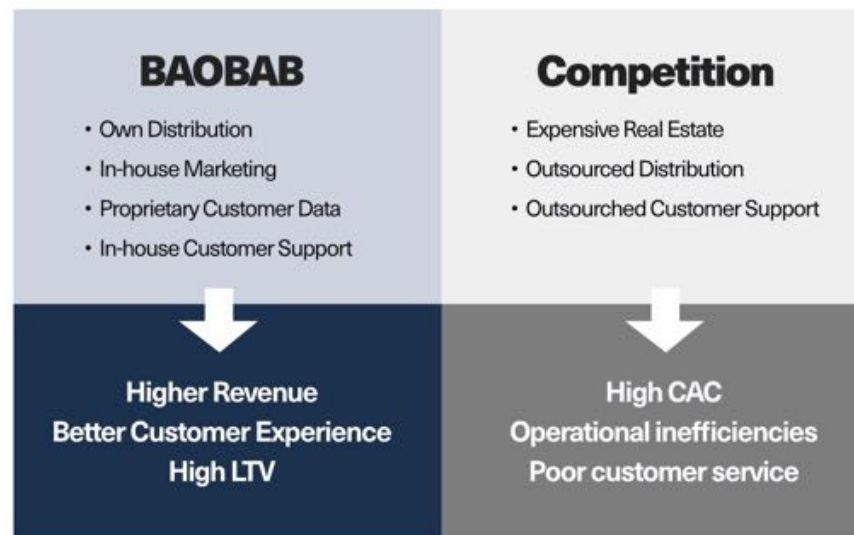 BAOBAB
• Own Distribution
• In-house Marketing
• Proprietary Customer Data
• In-house Customer Support
Higher Revenue
Better Customer Experience
High LTV
Competition
• Expensive Real Estate
• Outsourced Distribution
• Outsourched Customer Support
High CAC
Operational inefficiencies
Poor customer service